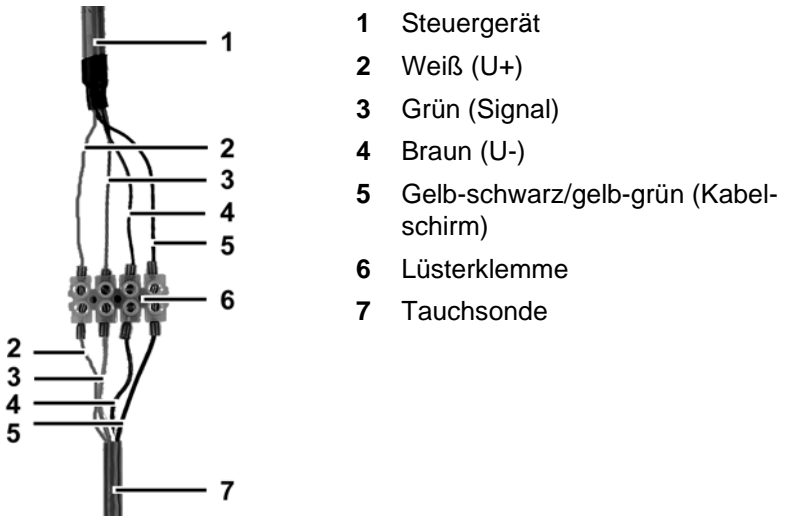 1 Steuergerät
2 Weiß (U+)
3 Grün (Signal)
4 Braun (U-)
5 Gelb-schwarz/gelb-grün (Kabel-
schirm)
6 Lüsterklemme
7 Tauchsonde
1
2
3
4
5
6
2
3
4
5
7